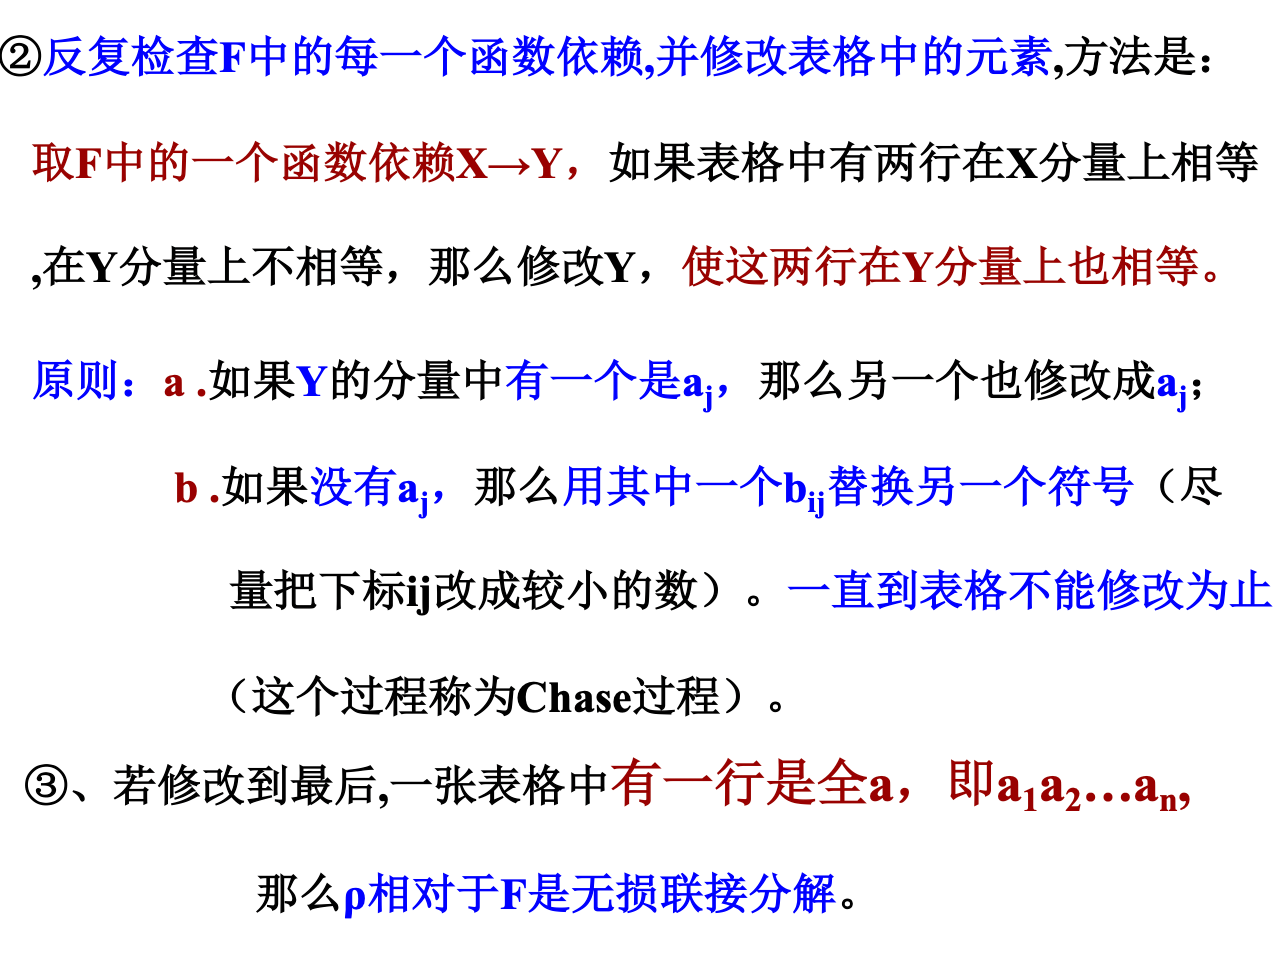 ②反复检查F中的每一个函数依赖,并修改表格中的元素,方法是：
取F中的一个函数依赖X→Y，如果表格中有两行在X分量上相等
,在Y分量上不相等，那么修改Y，使这两行在Y分量上也相等。
原则：a .如果Y的分量中有一个是aj，那么另一个也修改成aj；
b .如果没有aj，那么用其中一个bij替换另一个符号（尽
量把下标ij改成较小的数）。一直到表格不能修改为止
（这个过程称为Chase过程）。
③、若修改到最后,一张表格中有一行是全a，即a1a2…an,
那么ρ相对于F是无损联接分解。